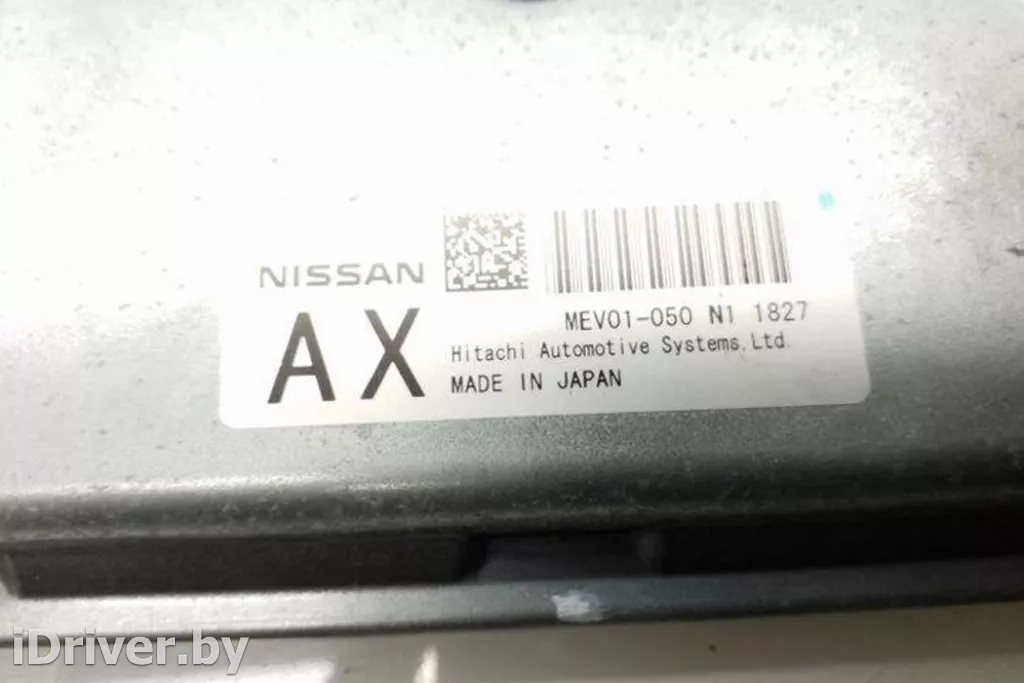 NISSAN
AX
MEV01-050 N1 1827
Hitachi Automotive Systems,Ltd.
MADE IN JAPAN
iDriver.by